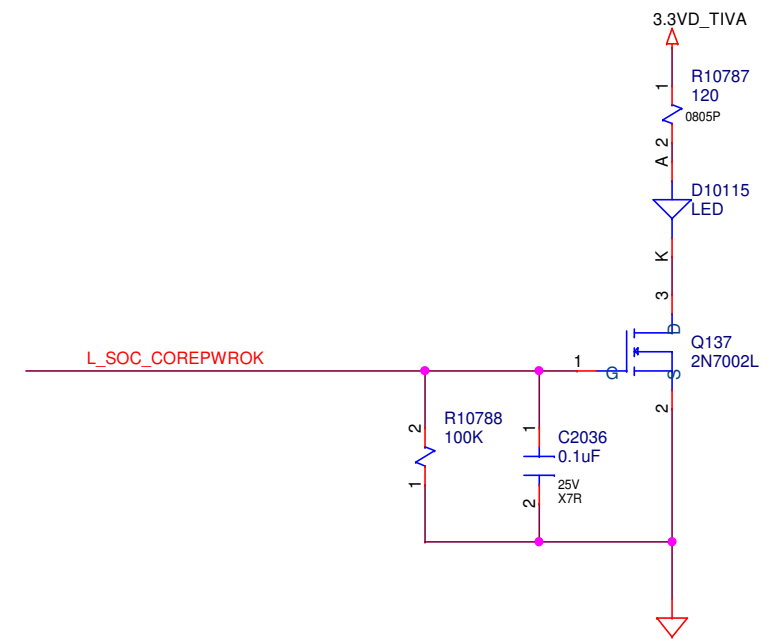 3.3VD_TIVA
1
R10787
120
0805P
2
A
D10115
LED
K
3
D
Q137
2N7002L
L_SOC_COREPWROK
1
G
S
2
2
R10788
100K
1
1
C2036
0.1uF
25V
X7R
2